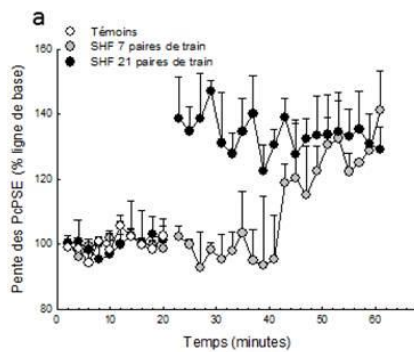 a
Témoins
SHF 7 paires de train
SHF 21 paires de train
Pente des PcPSE (% ligne de base)
160
140
120
100
80
0 10 20 30 40 50 60
Temps (minutes)